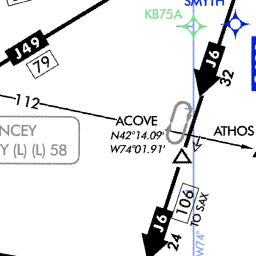 SMYTH
KB75A
J49
79
J6
32
112
ACOVE
N42°14.09'
W74°01.91'
ATHOS
NCEY
Y (L) (L) 58
106
TO SAX
J6
24
W74°